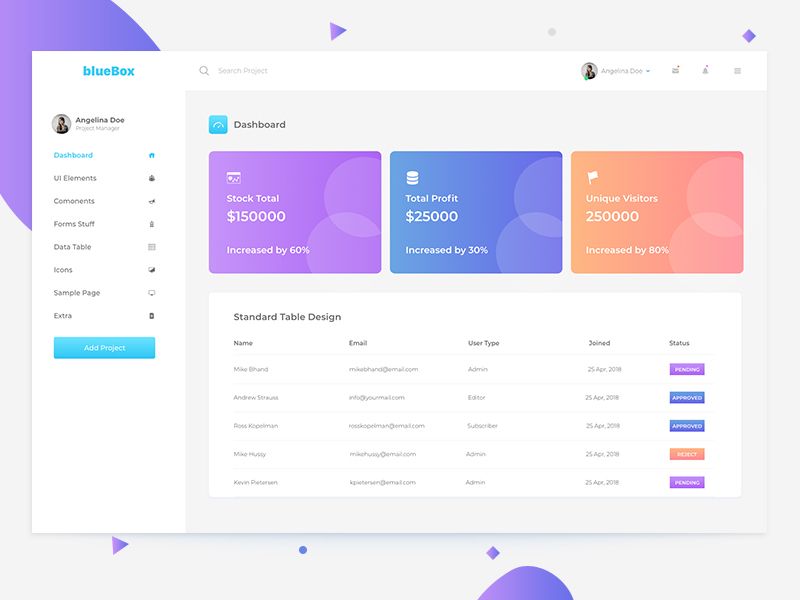 blueBox
Search Project
Angelina Doe
Angelina Doe
Project Manager
Dashboard
UI Elements
Comonents
Forms Stuff
Data Table
Icons
Sample Page
Extra
Add Project
Dashboard
Stock Total
$150000
Increased by 60%
Total Profit
$25000
Increased by 30%
Unique Visitors
250000
Increased by 80%
Standard Table Design
Name Email User Type Joined Status
Mike Bhand mikebhand@email.com Admin 25 Apr, 2018 PENDING
Andrew Strauss info@yourmail.com Editor 25 Apr, 2018 APPROVED
Ross Kopelman rosskopelman@email.com Subscriber 25 Apr, 2018 APPROVED
Mike Hussy mikehussy@email.com Admin 25 Apr, 2018 REJECT
Kevin Pietersen kpietersen@email.com Admin 25 Apr, 2018 PENDING